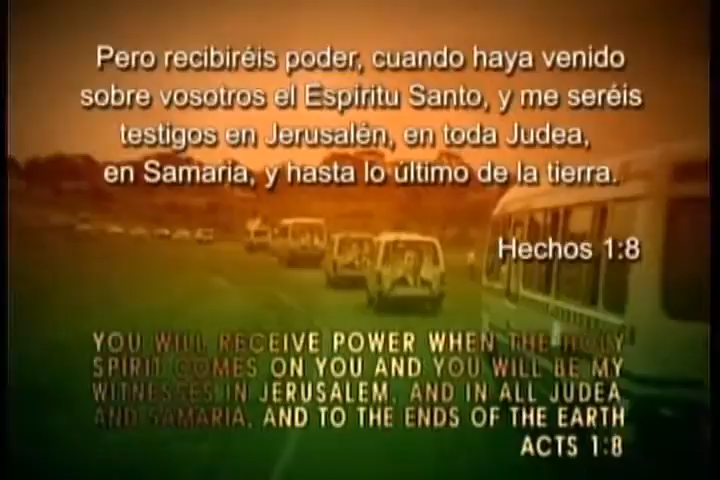 Pero recibiréis poder, cuando haya venido
sobre vosotros el Espíritu Santo, y me seréis
testigos en Jerusalén, en toda Judea,
en Samaria, y hasta lo último de la tierra.
Hechos 1:8
YOU WILL RECEIVE POWER WHEN THE HOLY
SPIRIT COMES ON YOU AND YOU WILL BE MY
WITNESSES IN JERUSALEM, AND IN ALL JUDEA
AND SAMARIA, AND TO THE ENDS OF THE EARTH
ACTS 1:8